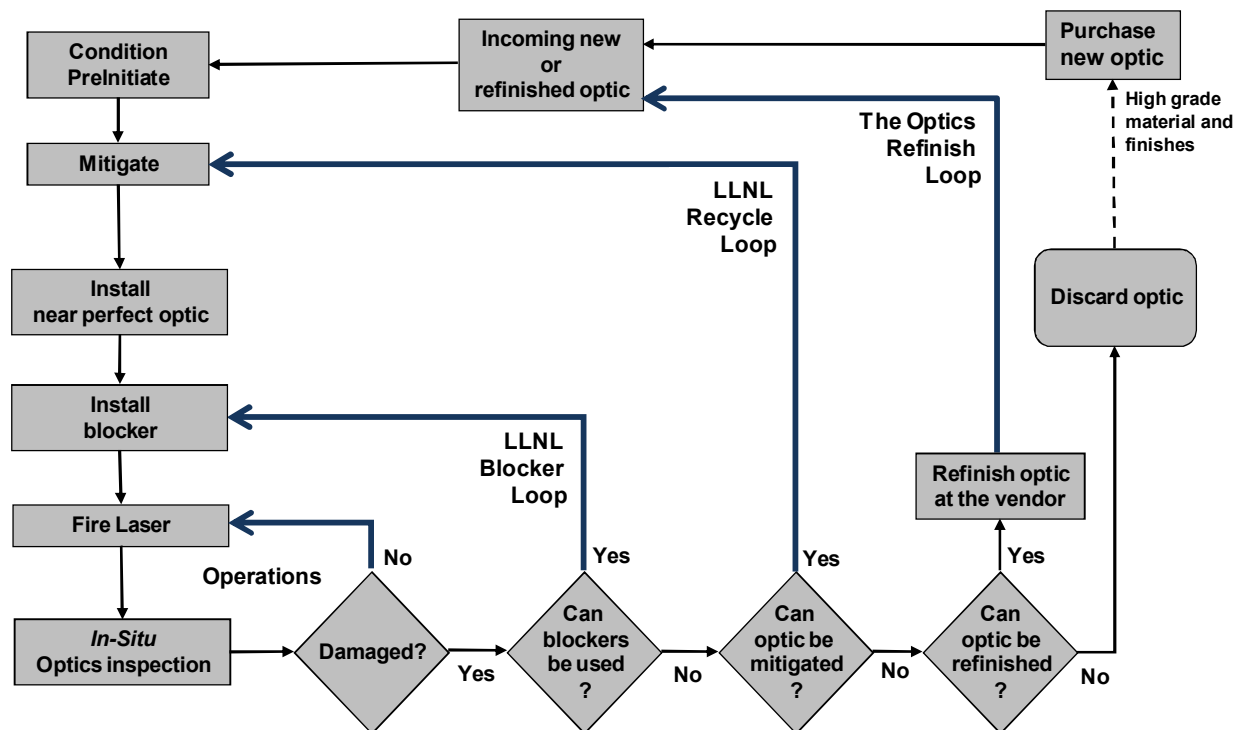 Condition
PreInitiate
Incoming new
or
refinished optic
Purchase
new optic
High grade
material and
finishes
The Optics
Refinish
Loop
Mitigate
LLNL
Recycle
Loop
Install
near perfect optic
Discard optic
Install
blocker
LLNL
Blocker
Loop
Refinish optic
at the vendor
Fire Laser
Operations
No
Yes
Yes
Yes
In-Situ
Optics inspection
Damaged?
Yes
Can
blockers
be used
?
No
Can
optic be
mitigated
?
No
Can
optic be
refinished
?
No